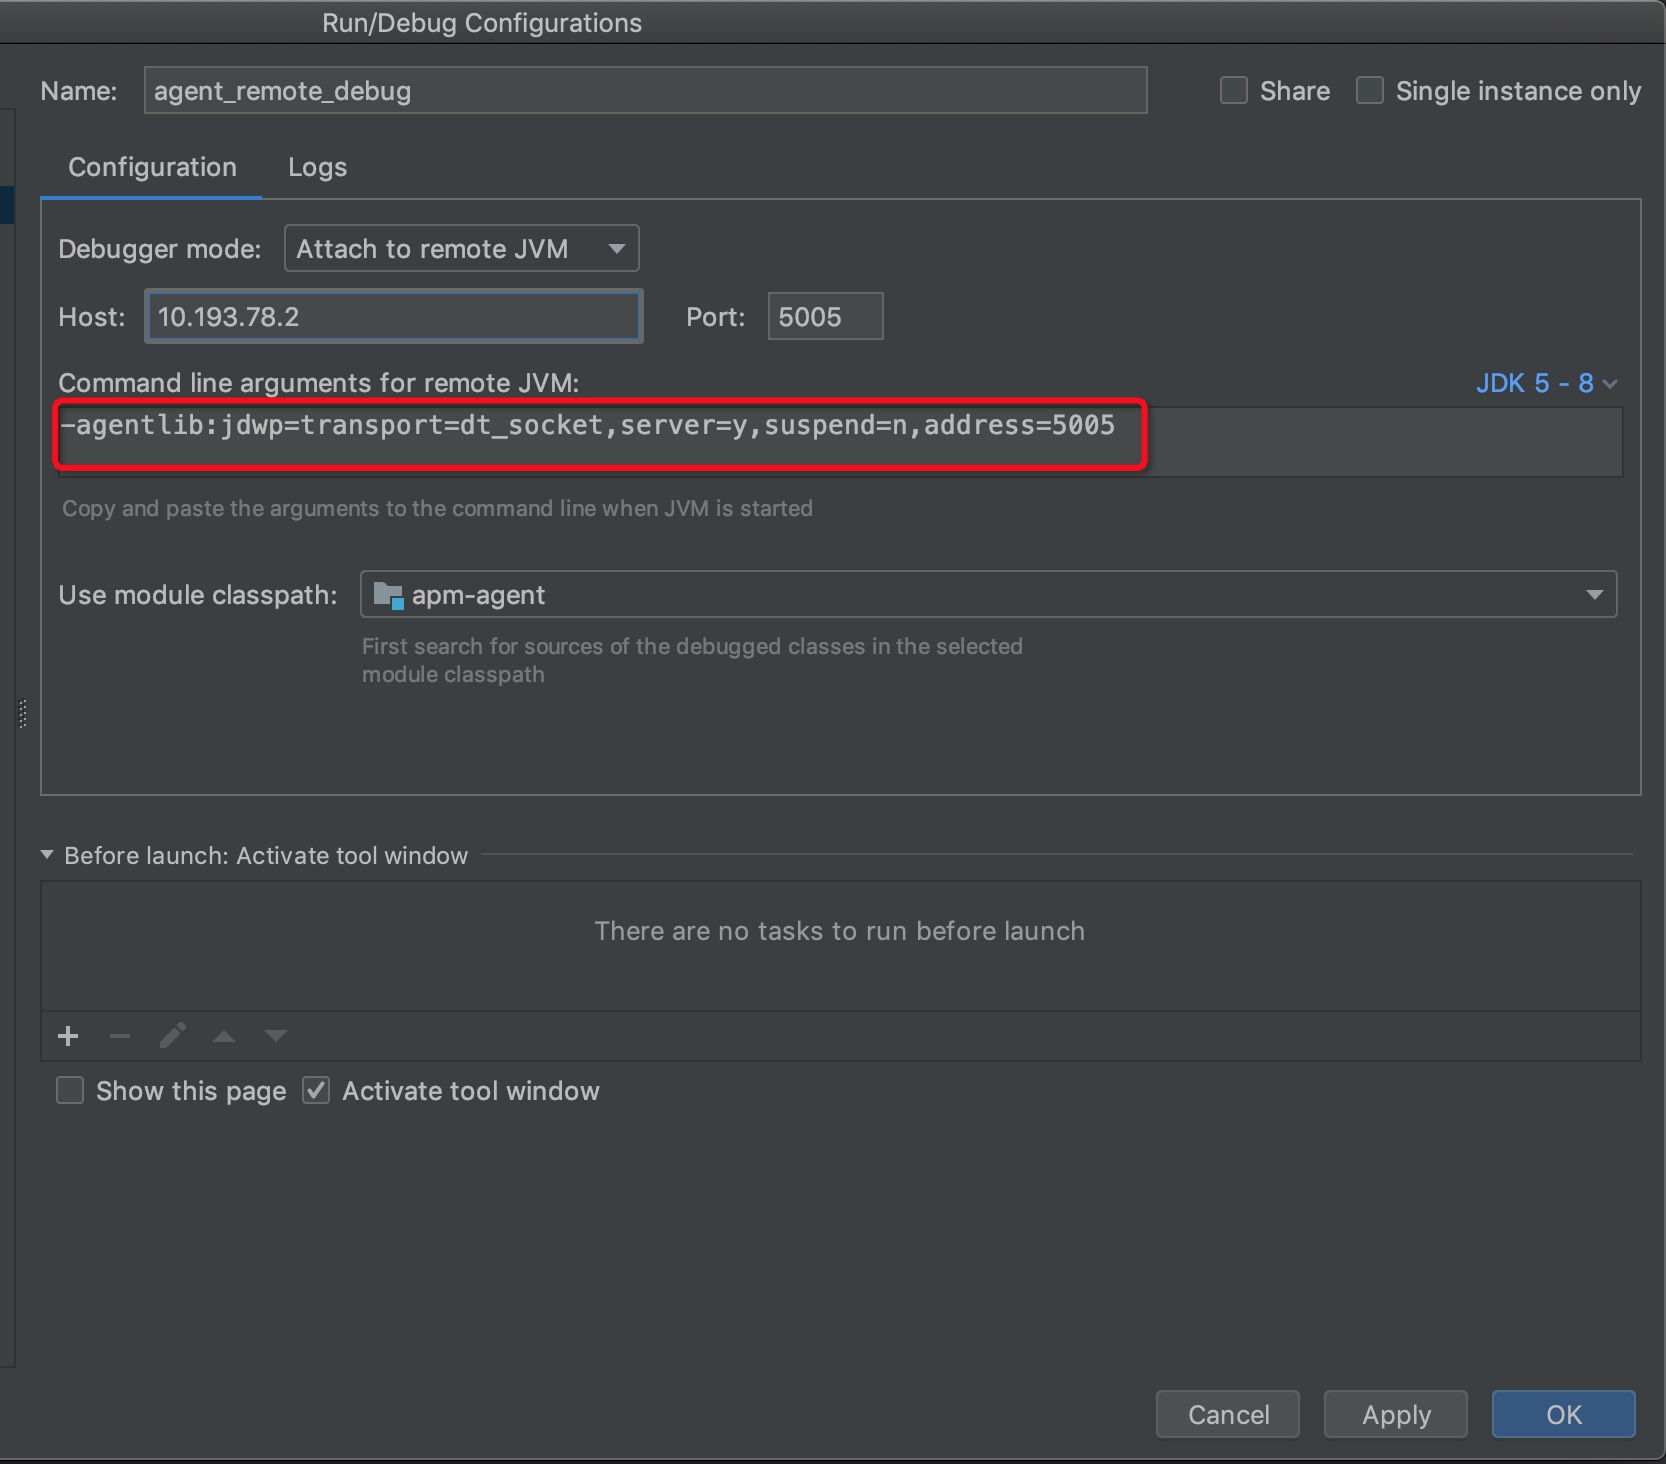 Run/Debug Configurations
Name: agent_remote_debug Share Single instance only
Configuration Logs
Debugger mode: Attach to remote JVM
Host: 10.193.78.2 Port: 5005
Command line arguments for remote JVM: JDK 5 - 8
-agentlib:jdwp=transport=dt_socket,server=y,suspend=n,address=5005
Copy and paste the arguments to the command line when JVM is started
Use module classpath: apm-agent
First search for sources of the debugged classes in the selected
module classpath
Before launch: Activate tool window
There are no tasks to run before launch
Show this page Activate tool window
Cancel Apply OK